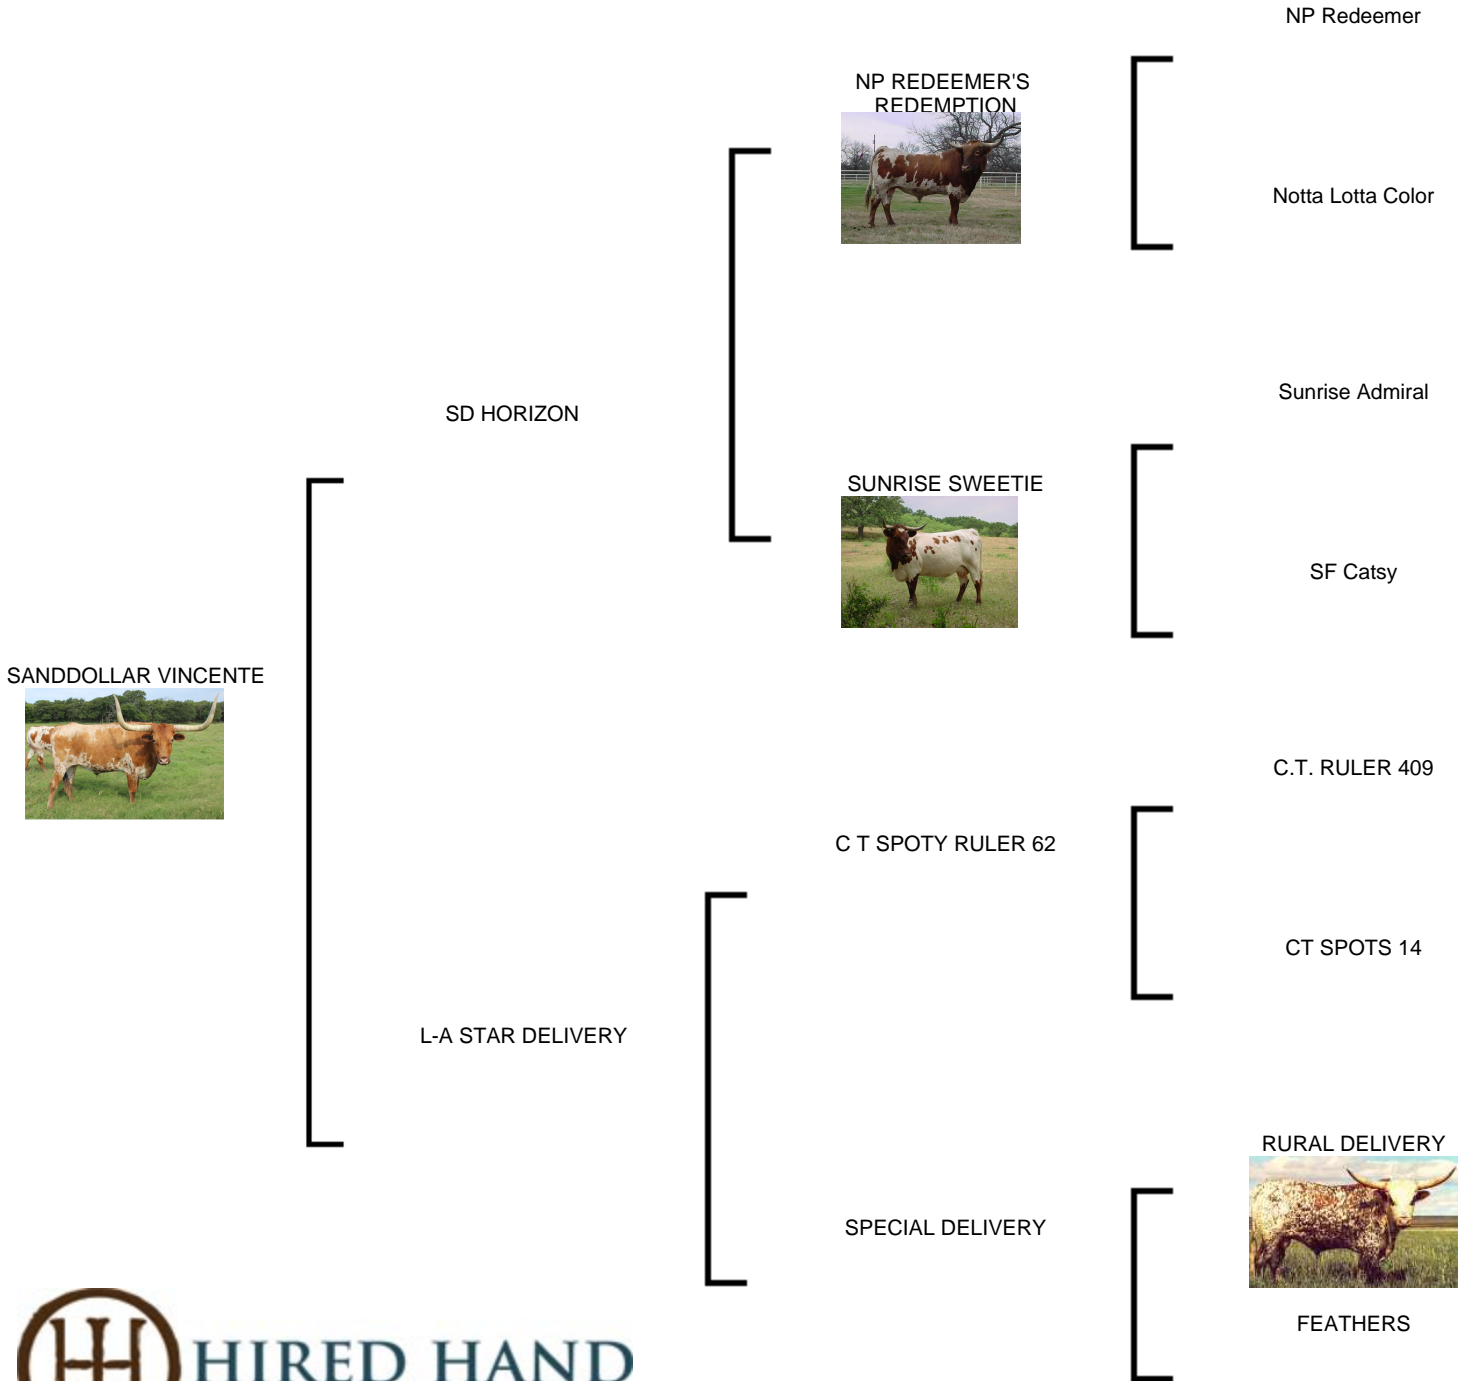 NP Redeemer
NP REDEEMER'S
REDEMPTION
Notta Lotta Color
SD HORIZON
Sunrise Admiral
SUNRISE SWEETIE
SF Catsy
SANDDOLLAR VINCENTE
C.T. RULER 409
C T SPOTY RULER 62
CT SPOTS 14
L-A STAR DELIVERY
RURAL DELIVERY
SPECIAL DELIVERY
FEATHERS
HIRED HAND